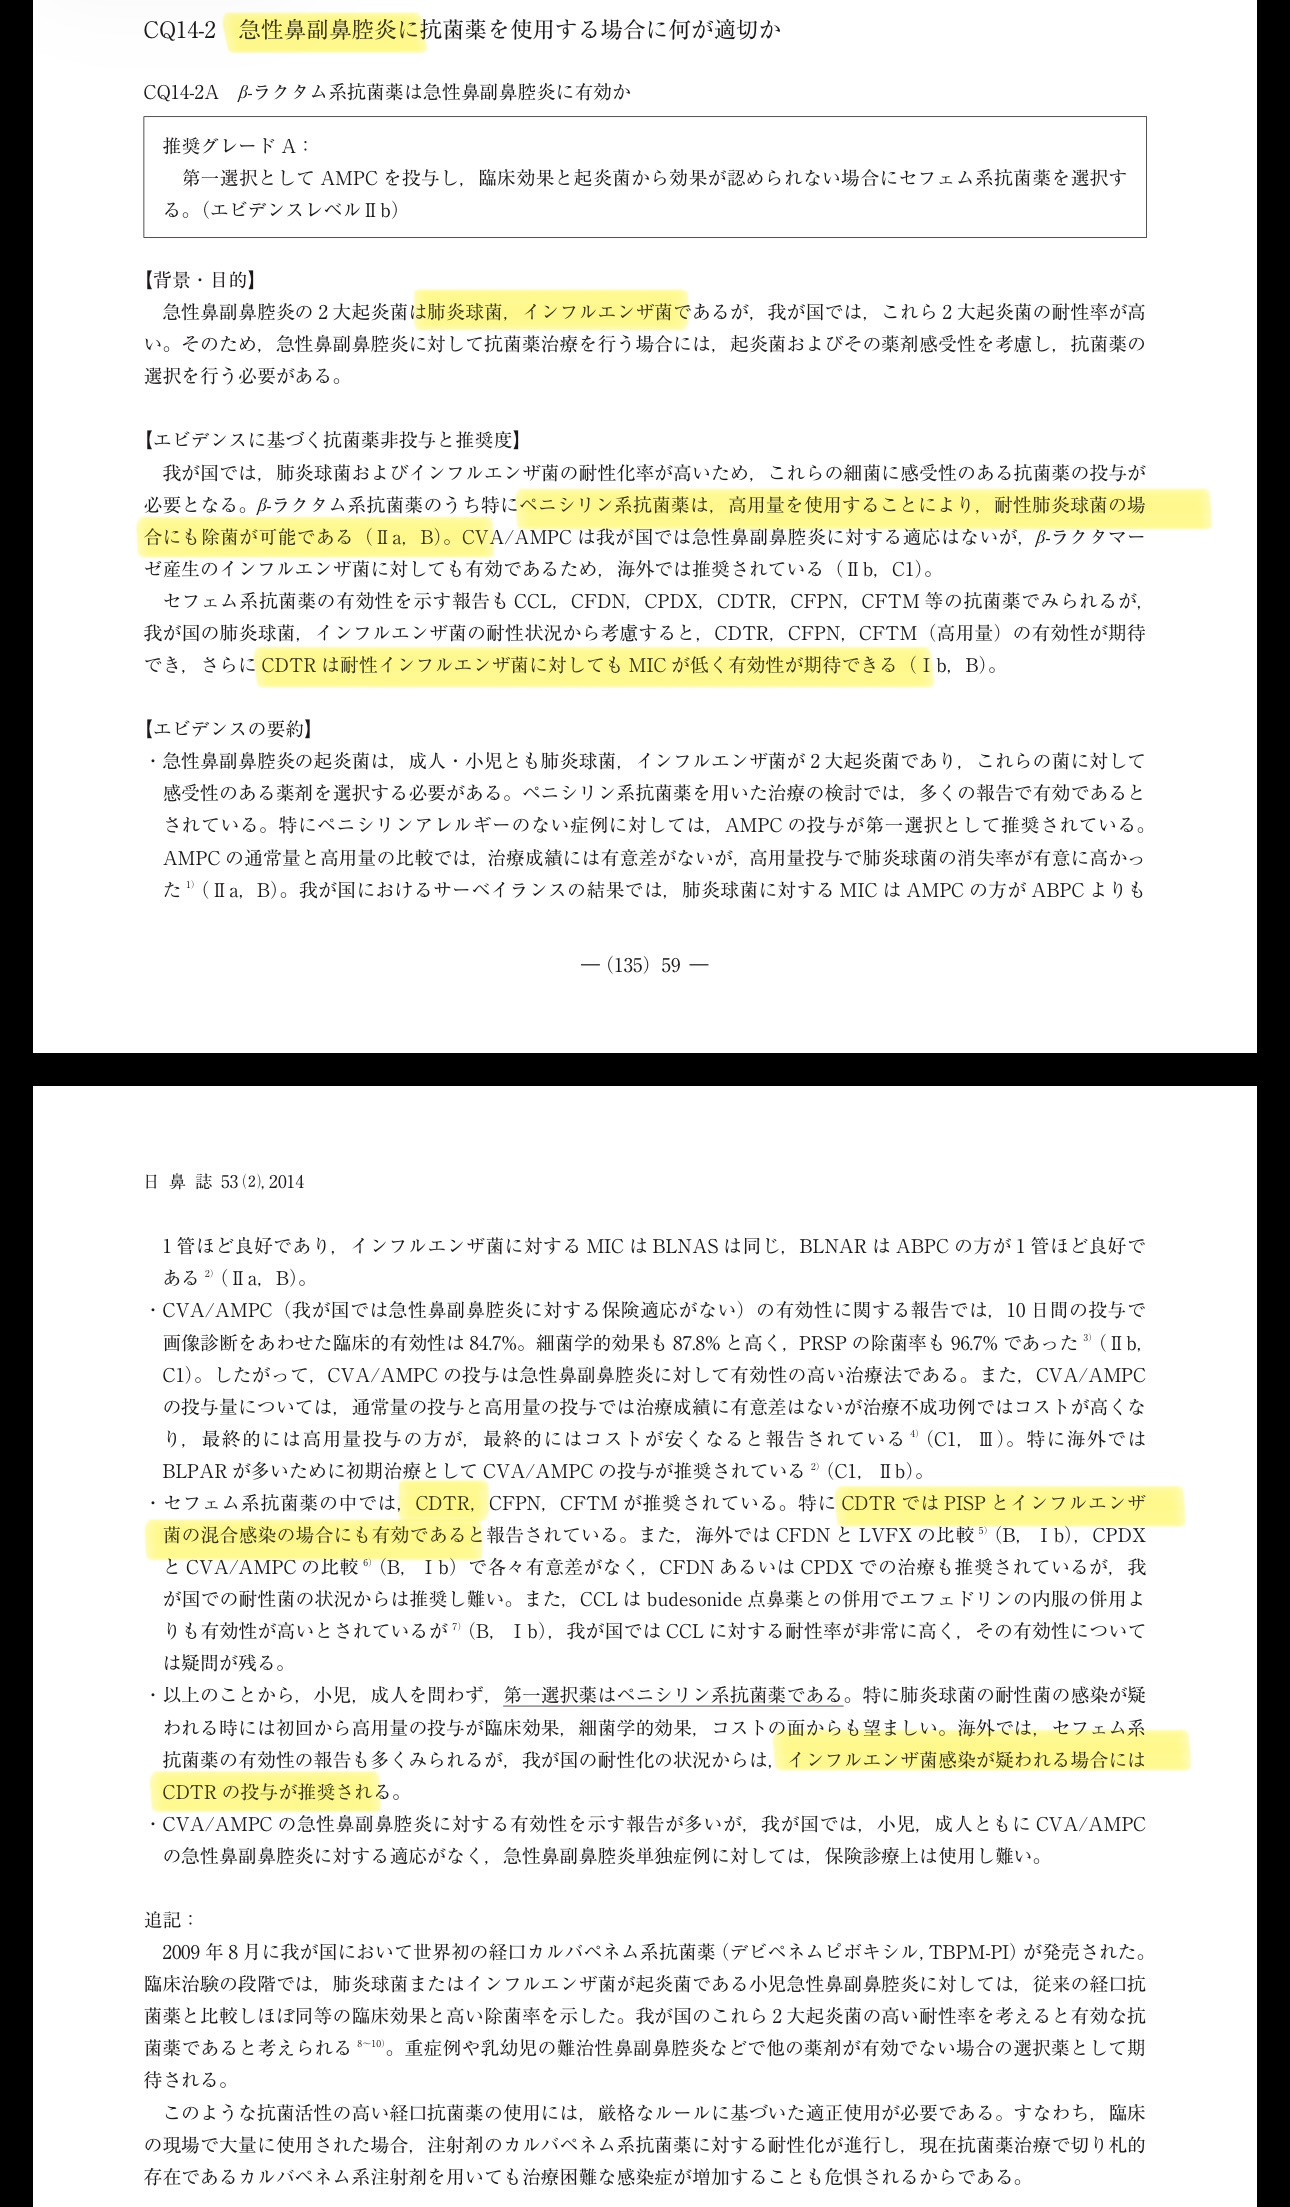 CQ14-2　急性鼻副鼻腔炎に抗菌薬を使用する場合に何が適切か
CQ14-2A　β-ラクタム系抗菌薬は急性鼻副鼻腔炎に有効か
推奨グレード A：
第一選択として AMPC を投与し，臨床効果と起炎菌から効果が認められない場合にセフェム系抗菌薬を選択す
る。（エビデンスレベルⅡb）
【背景・目的】
急性鼻副鼻腔炎の 2 大起炎菌は肺炎球菌，インフルエンザ菌であるが，我が国では，これら 2 大起炎菌の耐性率が高
い。そのため，急性鼻副鼻腔炎に対して抗菌薬治療を行う場合には，起炎菌およびその薬剤感受性を考慮し，抗菌薬の
選択を行う必要がある。
【エビデンスに基づく抗菌薬非投与と推奨度】
我が国では，肺炎球菌およびインフルエンザ菌の耐性化率が高いため，これらの細菌に感受性のある抗菌薬の投与が
必要となる。β-ラクタム系抗菌薬のうち特にペニシリン系抗菌薬は，高用量を使用することにより，耐性肺炎球菌の場
合にも除菌が可能である（Ⅱa，B）。CVA/AMPC は我が国では急性鼻副鼻腔炎に対する適応はないが，β-ラクタマー
ゼ産生のインフルエンザ菌に対しても有効であるため，海外では推奨されている（Ⅱb，C1）。
セフェム系抗菌薬の有効性を示す報告も CCL，CFDN，CPDX，CDTR，CFPN，CFTM 等の抗菌薬でみられるが，
我が国の肺炎球菌，インフルエンザ菌の耐性状況から考慮すると，CDTR，CFPN，CFTM（高用量）の有効性が期待
でき，さらに CDTR は耐性インフルエンザ菌に対しても MIC が低く有効性が期待できる（Ⅰb，B）。
【エビデンスの要約】
・急性鼻副鼻腔炎の起炎菌は，成人・小児とも肺炎球菌，インフルエンザ菌が 2 大起炎菌であり，これらの菌に対して
感受性のある薬剤を選択する必要がある。ペニシリン系抗菌薬を用いた治療の検討では，多くの報告で有効であると
されている。特にペニシリンアレルギーのない症例に対しては，AMPC の投与が第一選択として推奨されている。
AMPC の通常量と高用量の比較では，治療成績には有意差がないが，高用量投与で肺炎球菌の消失率が有意に高かっ
た 1)（Ⅱa，B）。我が国におけるサーベイランスの結果では，肺炎球菌に対する MIC は AMPC の方が ABPC よりも
―（135）59 ―
日 鼻 誌 53(2), 2014
1 管ほど良好であり，インフルエンザ菌に対する MIC は BLNAS は同じ，BLNAR は ABPC の方が 1 管ほど良好で
ある 2)（Ⅱa，B）。
・CVA/AMPC（我が国では急性鼻副鼻腔炎に対する保険適応がない）の有効性に関する報告では，10 日間の投与で
画像診断をあわせた臨床的有効性は 84.7%。細菌学的効果も 87.8% と高く，PRSP の除菌率も 96.7% であった 3)（Ⅱb，
C1）。したがって，CVA/AMPC の投与は急性鼻副鼻腔炎に対して有効性の高い治療法である。また，CVA/AMPC
の投与量については，通常量の投与と高用量の投与では治療成績に有意差はないが治療不成功例ではコストが高くな
り，最終的には高用量投与の方が，最終的にはコストが安くなると報告されている 4)（C1，Ⅲ）。特に海外では
BLPAR が多いために初期治療として CVA/AMPC の投与が推奨されている 2)（C1，Ⅱb）。
・セフェム系抗菌薬の中では，CDTR，CFPN，CFTM が推奨されている。特に CDTR では PISP とインフルエンザ
菌の混合感染の場合にも有効であると報告されている。また，海外では CFDN と LVFX の比較 5)（B，Ⅰb），CPDX
と CVA/AMPC の比較 6)（B，Ⅰb）で各々有意差がなく，CFDN あるいは CPDX での治療も推奨されているが，我
が国での耐性菌の状況からは推奨し難い。また，CCL は budesonide 点鼻薬との併用でエフェドリンの内服の併用よ
りも有効性が高いとされているが 7)（B，Ⅰb），我が国では CCL に対する耐性率が非常に高く，その有効性について
は疑問が残る。
・以上のことから，小児，成人を問わず，第一選択薬はペニシリン系抗菌薬である。特に肺炎球菌の耐性菌の感染が疑
われる時には初回から高用量の投与が臨床効果，細菌学的効果，コストの面からも望ましい。海外では，セフェム系
抗菌薬の有効性の報告も多くみられるが，我が国の耐性化の状況からは，インフルエンザ菌感染が疑われる場合には
CDTR の投与が推奨される。
・CVA/AMPC の急性鼻副鼻腔炎に対する有効性を示す報告が多いが，我が国では，小児，成人ともに CVA/AMPC
の急性鼻副鼻腔炎に対する適応がなく，急性鼻副鼻腔炎単独症例に対しては，保険診療上は使用し難い。
追記：
2009 年 8 月に我が国において世界初の経口カルバペネム系抗菌薬（デビペネムピボキシル, TBPM-PI）が発売された。
臨床治験の段階では，肺炎球菌またはインフルエンザ菌が起炎菌である小児急性鼻副鼻腔炎に対しては，従来の経口抗
菌薬と比較しほぼ同等の臨床効果と高い除菌率を示した。我が国のこれら 2 大起炎菌の高い耐性率を考えると有効な抗
菌薬であると考えられる 8~10)。重症例や乳幼児の難治性鼻副鼻腔炎などで他の薬剤が有効でない場合の選択薬として期
待される。
このような抗菌活性の高い経口抗菌薬の使用には，厳格なルールに基づいた適正使用が必要である。すなわち，臨床
の現場で大量に使用された場合，注射剤のカルバペネム系抗菌薬に対する耐性化が進行し，現在抗菌薬治療で切り札的
存在であるカルバペネム系注射剤を用いても治療困難な感染症が増加することも危惧されるからである。